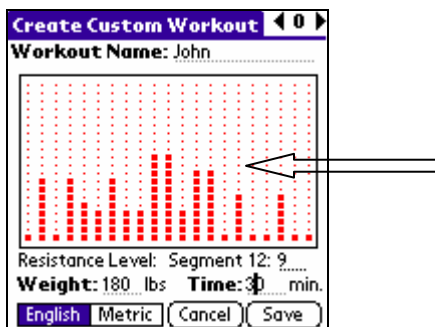 Create Custom Workout 0
Workout Name: John
Resistance Level: Segment 12: 9
Weight: 180 lbs Time: 30 min.
English Metric Cancel Save